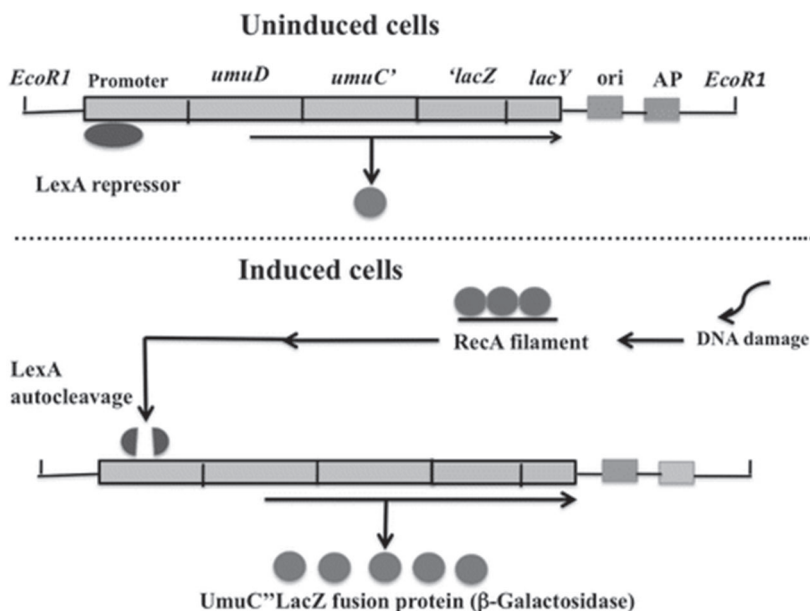 Uninduced cells
EcoR1 Promoter umuD umuC’ ‘lacZ lacY ori AP EcoR1
LexA repressor
Induced cells
RecA filament
DNA damage
LexA
autocleavage
UmuC’’LacZ fusion protein (β-Galactosidase)